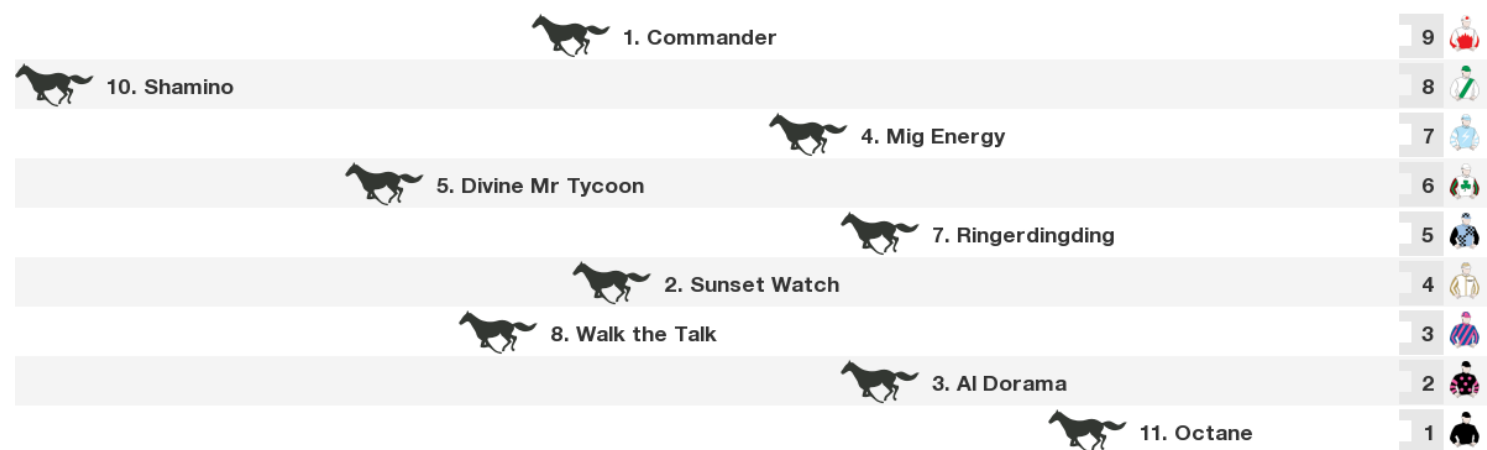 1. Commander 9
10. Shamino 8
4. Mig Energy 7
5. Divine Mr Tycoon 6
7. Ringerdingding 5
2. Sunset Watch 4
8. Walk the Talk 3
3. Al Dorama 2
11. Octane 1